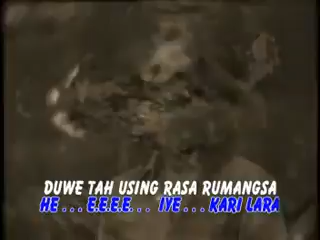 DUWE TAH USING RASA RUMANGSA
HE . . . E.E.E.E. . .  IYE . . . KARI LARA